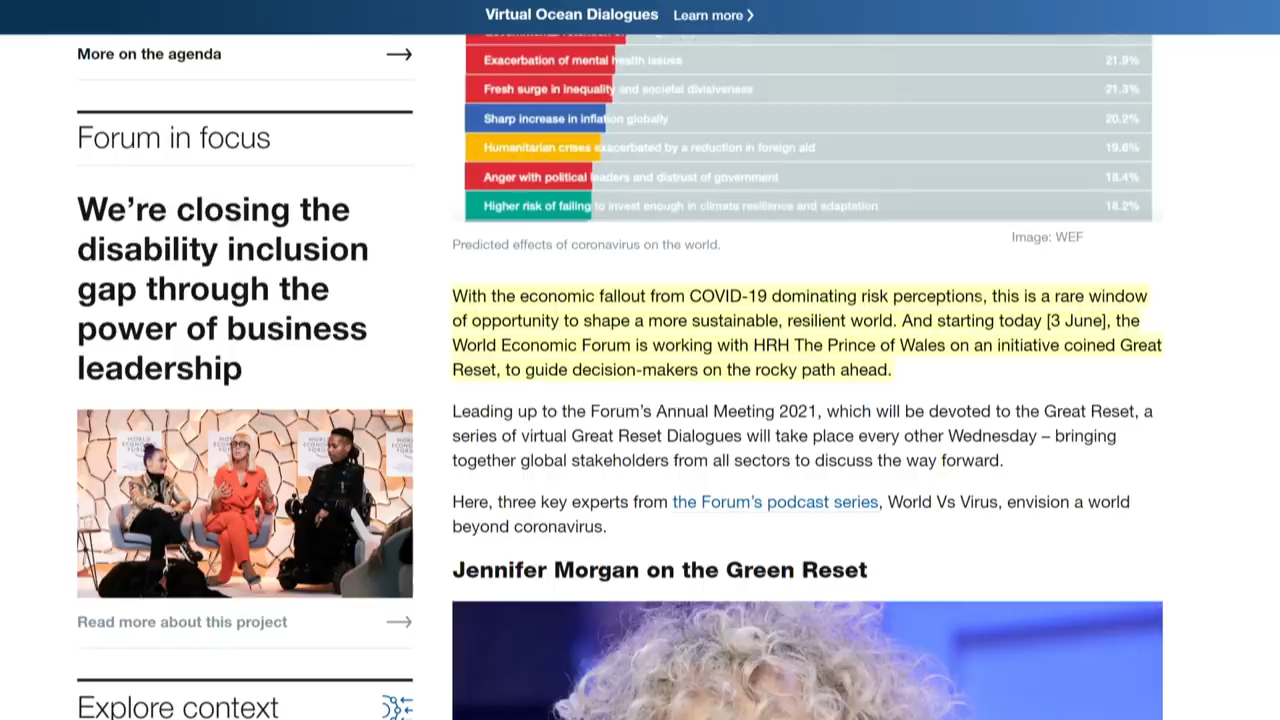 Virtual Ocean Dialogues Learn more
More on the agenda
Forum in focus
We’re closing the
disability inclusion
gap through the
power of business
leadership
WORLD
Read more about this project
Explore context
Exacerbation of mental health issues 21.9%
Fresh surge in inequality and societal divisiveness 21.3%
Sharp increase in inflation globally 20.2%
Humanitarian crises exacerbated by a reduction in foreign aid 19.6%
Anger with political leaders and distrust of government 18.4%
Higher risk of failing to invest enough in climate resilience and adaptation 18.2%
Predicted effects of coronavirus on the world.
Image: WEF
With the economic fallout from COVID-19 dominating risk perceptions, this is a rare window
of opportunity to shape a more sustainable, resilient world. And starting today [3 June], the
World Economic Forum is working with HRH The Prince of Wales on an initiative coined Great
Reset, to guide decision-makers on the rocky path ahead.
Leading up to the Forum’s Annual Meeting 2021, which will be devoted to the Great Reset, a
series of virtual Great Reset Dialogues will take place every other Wednesday – bringing
together global stakeholders from all sectors to discuss the way forward.
Here, three key experts from the Forum’s podcast series, World Vs Virus, envision a world
beyond coronavirus.
Jennifer Morgan on the Green Reset